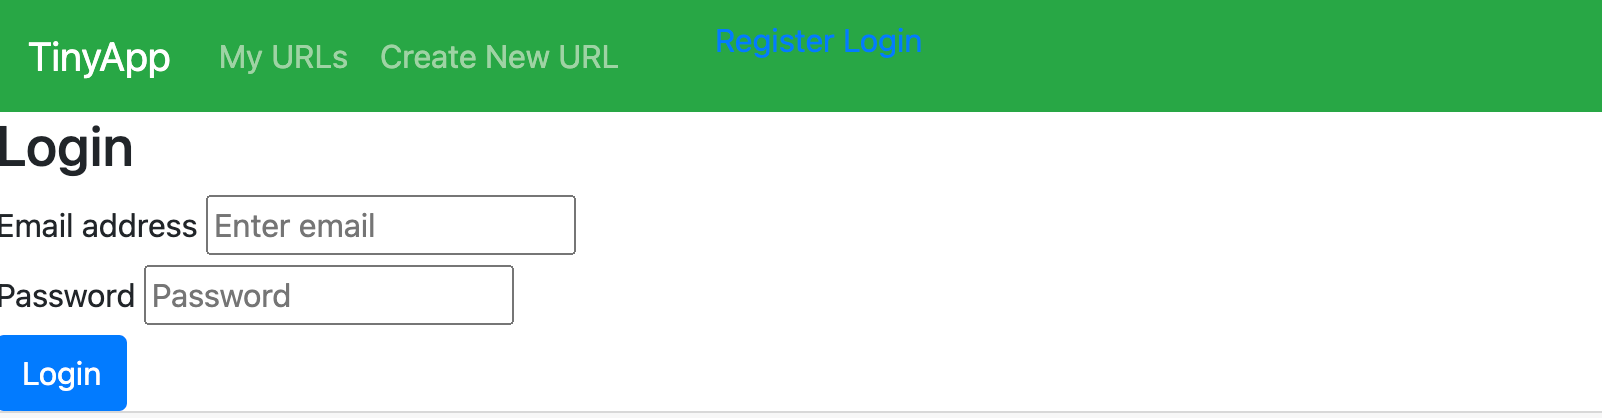 TinyApp My URLs Create New URL Register Login
Login
Email address Enter email
Password Password
Login